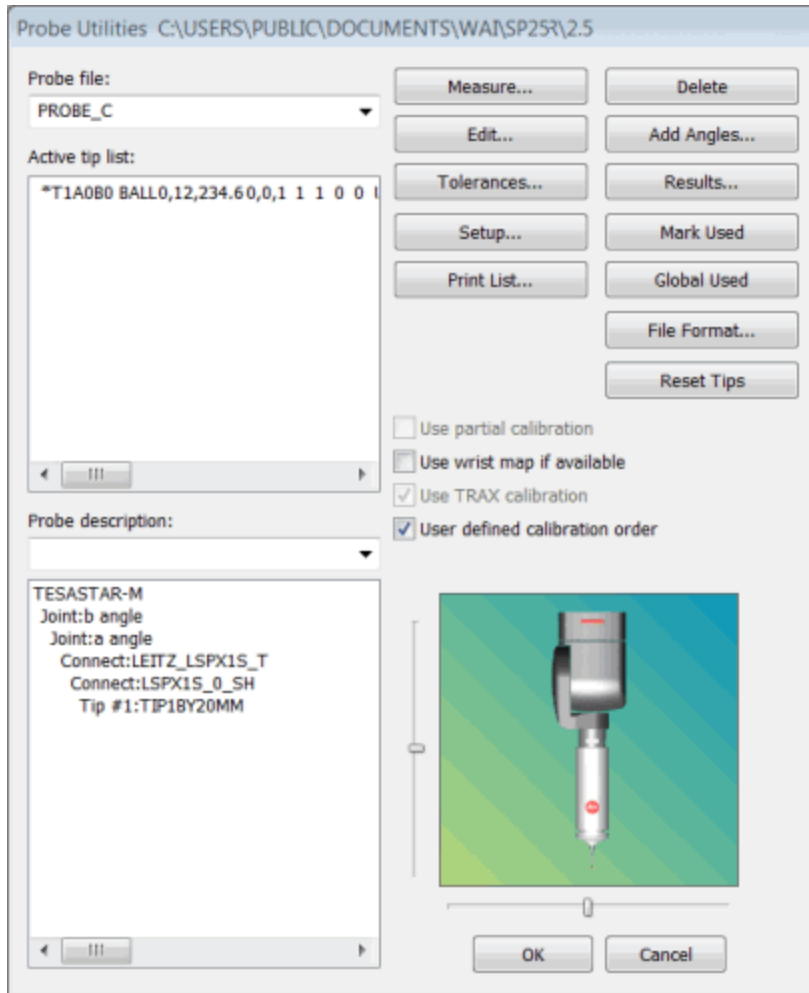 Probe Utilities C:\USERS\PUBLIC\DOCUMENTS\WAI\SP25R\2.5
Probe file:
PROBE_C
Active tip list:
*T1A0B0 BALL0,12,234.6 0,0,1 1 1 0 0
Measure...
Delete
Edit...
Add Angles...
Tolerances...
Results...
Setup...
Mark Used
Print List...
Global Used
File Format...
Reset Tips
Use partial calibration
Use wrist map if available
Use TRAX calibration
User defined calibration order
Probe description:
TESASTAR-M
Joint:b angle
Joint:a angle
Connect:LEITZ_LSPX1S_T
Connect:LSPX1S_0_SH
Tip #1:TIP1BY20MM
OK
Cancel